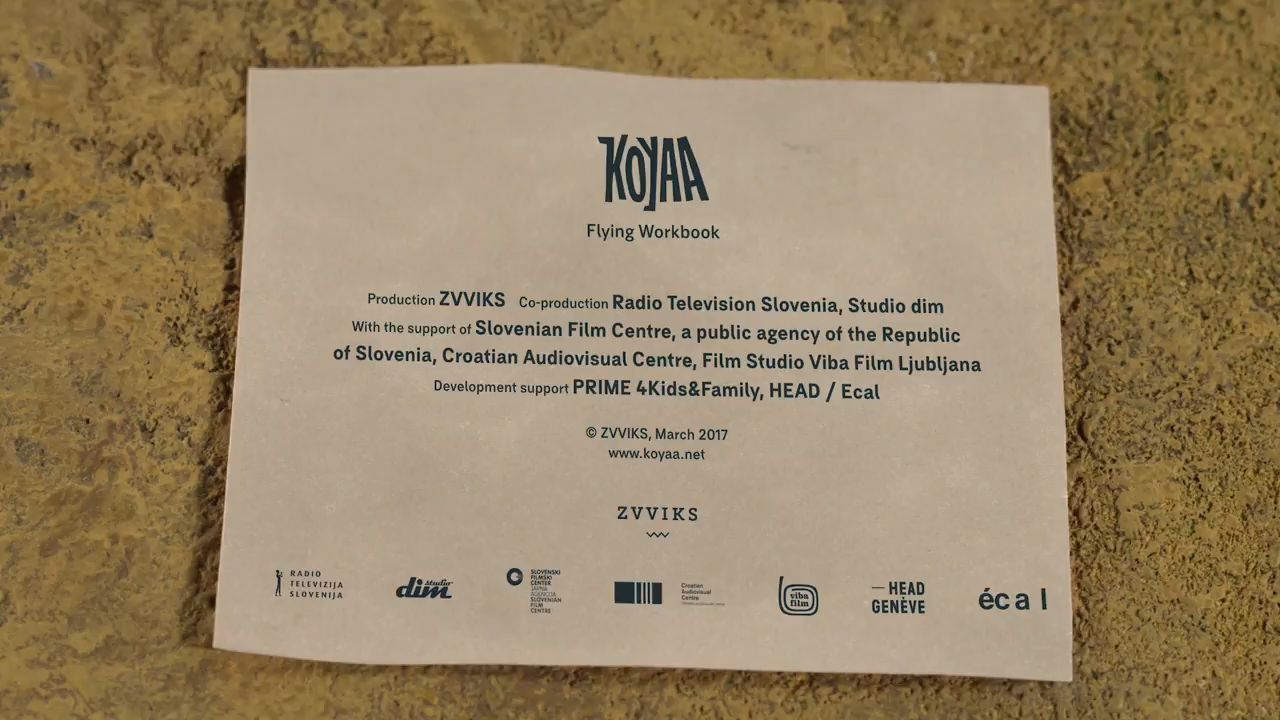 KOYAA
Flying Workbook
Production ZVVIKS Co-production Radio Television Slovenia, Studio dim
With the support of Slovenian Film Centre, a public agency of the Republic
of Slovenia, Croatian Audiovisual Centre, Film Studio Viba Film Ljubljana
Development support PRIME 4Kids&Family, HEAD / Ecal
© ZVVIKS, March 2017
www.koyaa.net
ZVVIKS
RADIO
TELEVIZIJA
SLOVENIJA
studio
dim
SLOVENSKI
FILMSKI
CENTER
JAVNA
AGENCIJA
SLOVENIAN
FILM
CENTRE
Croatian
Audiovisual
Centre
viba
film
— HEAD
GENÈVE
écal